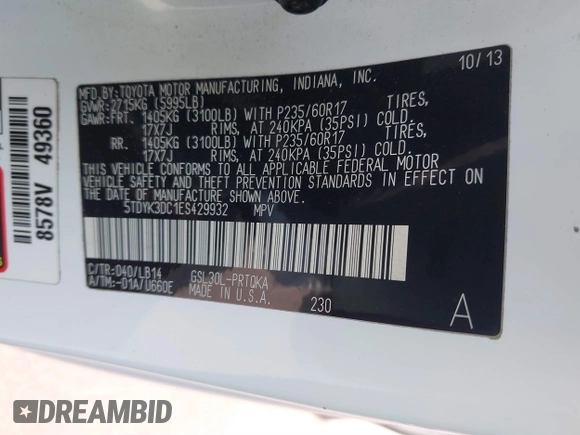 10/13
MFD.BY:TOYOTA MOTOR MANUFACTURING, INDIANA, INC.
GVWR:2715KG (5995LB)
GAWR:FRT. 1405KG (3100LB) WITH P235/60R17 TIRES,
17X7J RIMS, AT 240KPA (35PSI) COLD.
RR. 1405KG (3100LB) WITH P235/60R17 TIRES,
17X7J RIMS, AT 240KPA (35PSI) COLD.
THIS VEHICLE CONFORMS TO ALL APPLICABLE FEDERAL MOTOR
VEHICLE SAFETY AND THEFT PREVENTION STANDARDS IN EFFECT ON
THE DATE OF MANUFACTURE SHOWN ABOVE.
5TDYK3DC1ES429932 MPV
C/TR:040/LB14 GSL30L-PRTQKA
A/TM:-01A/U660E MADE IN U.S.A.
230
A
8578V 49360
DREAMBID